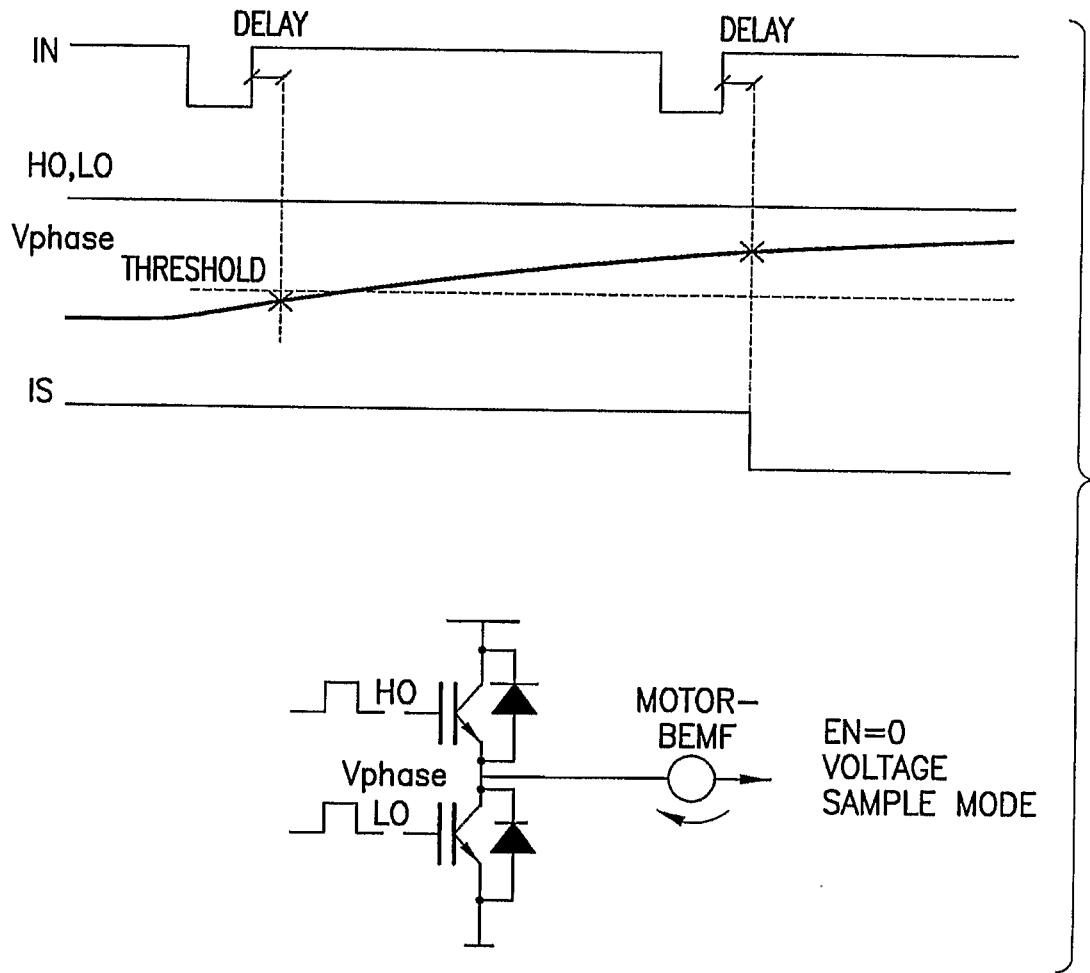 DELAY
DELAY
IN
HO,LO
Vphase
THRESHOLD
IS
HO
MOTOR-
BEMF
EN=0
VOLTAGE
SAMPLE MODE
Vphase
LO